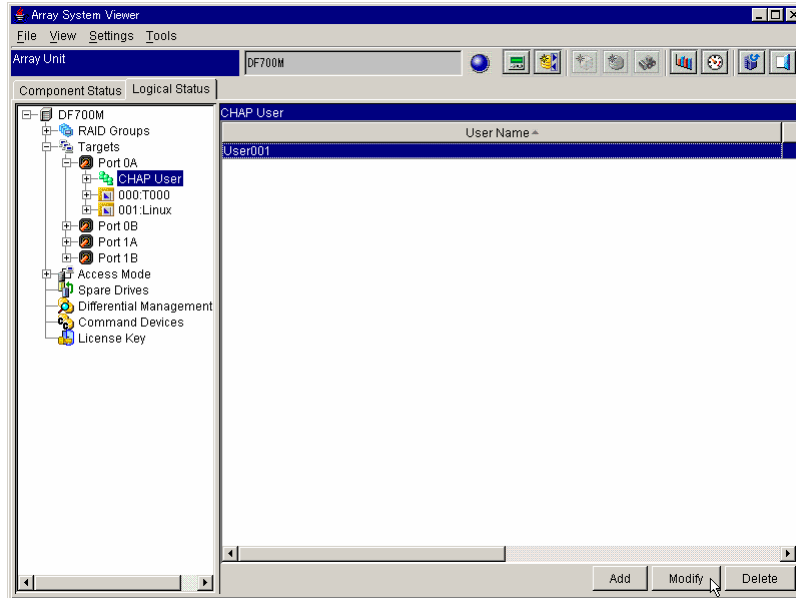 Array System Viewer
File View Settings Tools
Array Unit
DF700M
Component Status Logical Status
DF700M
RAID Groups
Targets
Port 0A
CHAP User
000:T000
001:Linux
Port 0B
Port 1A
Port 1B
Access Mode
Spare Drives
Differential Management
Command Devices
License Key
CHAP User
User Name
User001
Add Modify Delete